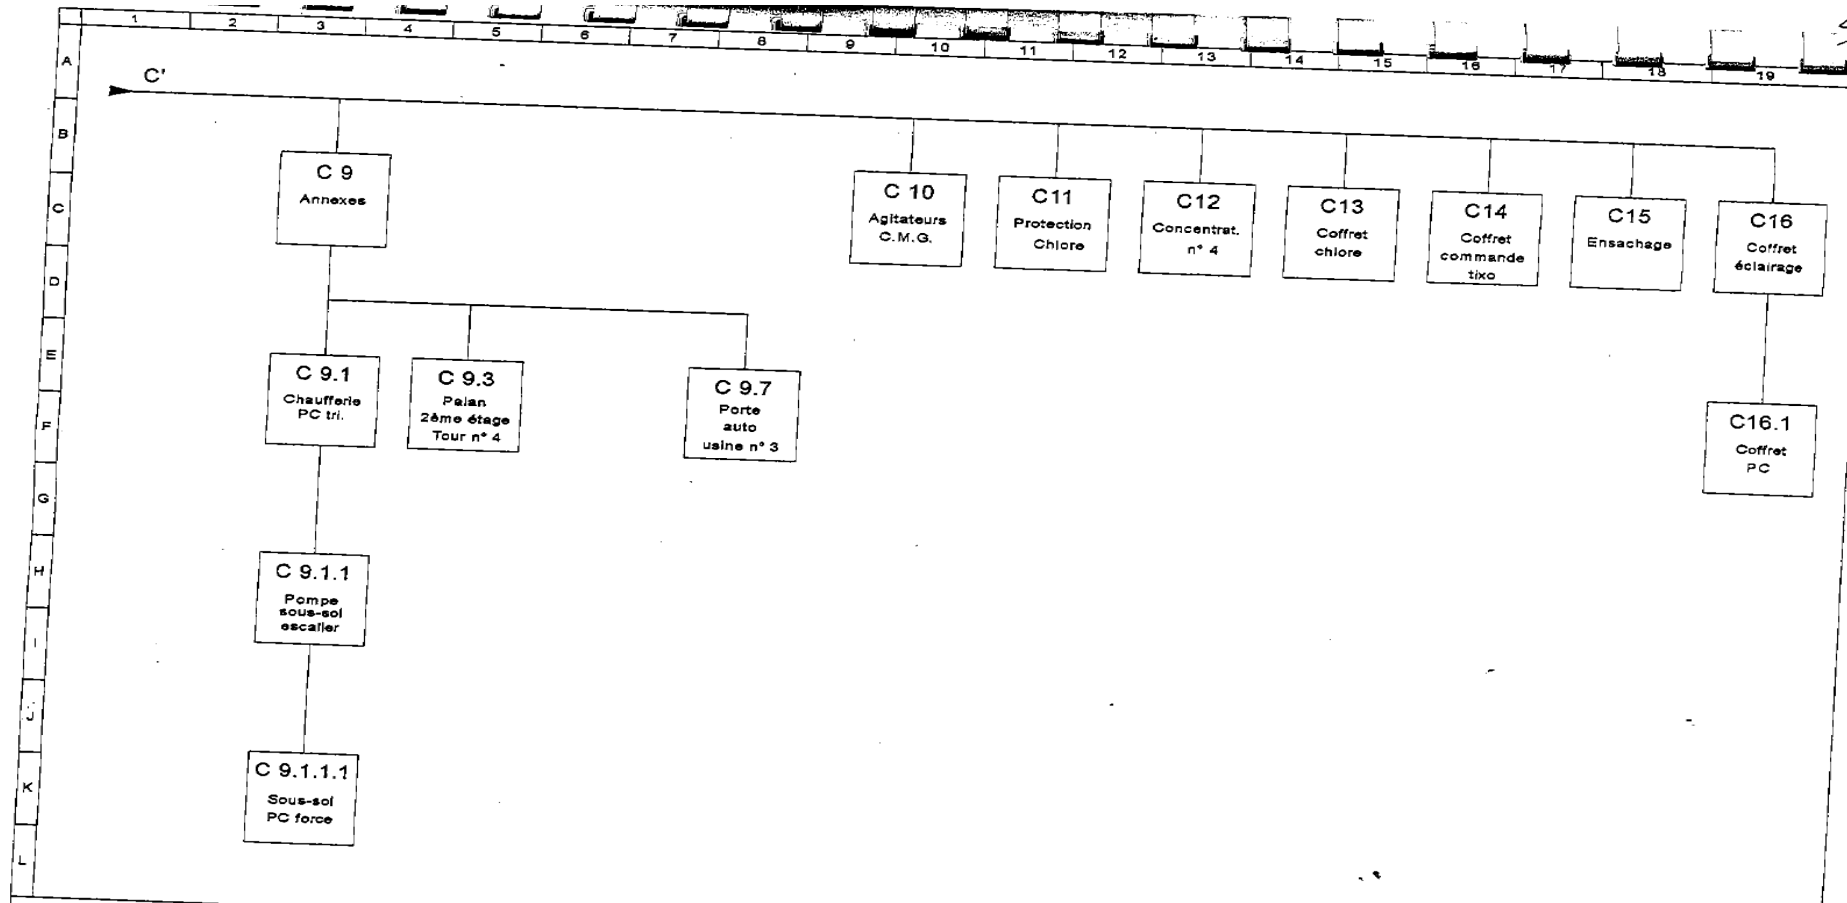 1 2 3 4 5 6 7 8 9 10 11 12 13 14 15 16 17 18 19
A
B
C
D
E
F
G
H
I
J
K
L
C'
C 9
Annexes
C 10
Agitateurs
C.M.G.
C11
Protection
Chlore
C12
Concentrat.
n° 4
C13
Coffret
chlore
C14
Coffret
commande
tixo
C15
Ensachage
C16
Coffret
éclairage
C 9.1
Chaufferie
PC tri.
C 9.3
Palan
2ème étage
Tour n° 4
C 9.7
Porte
auto
usine n° 3
C16.1
Coffret
PC
C 9.1.1
Pompe
sous-sol
escalier
C 9.1.1.1
Sous-sol
PC force